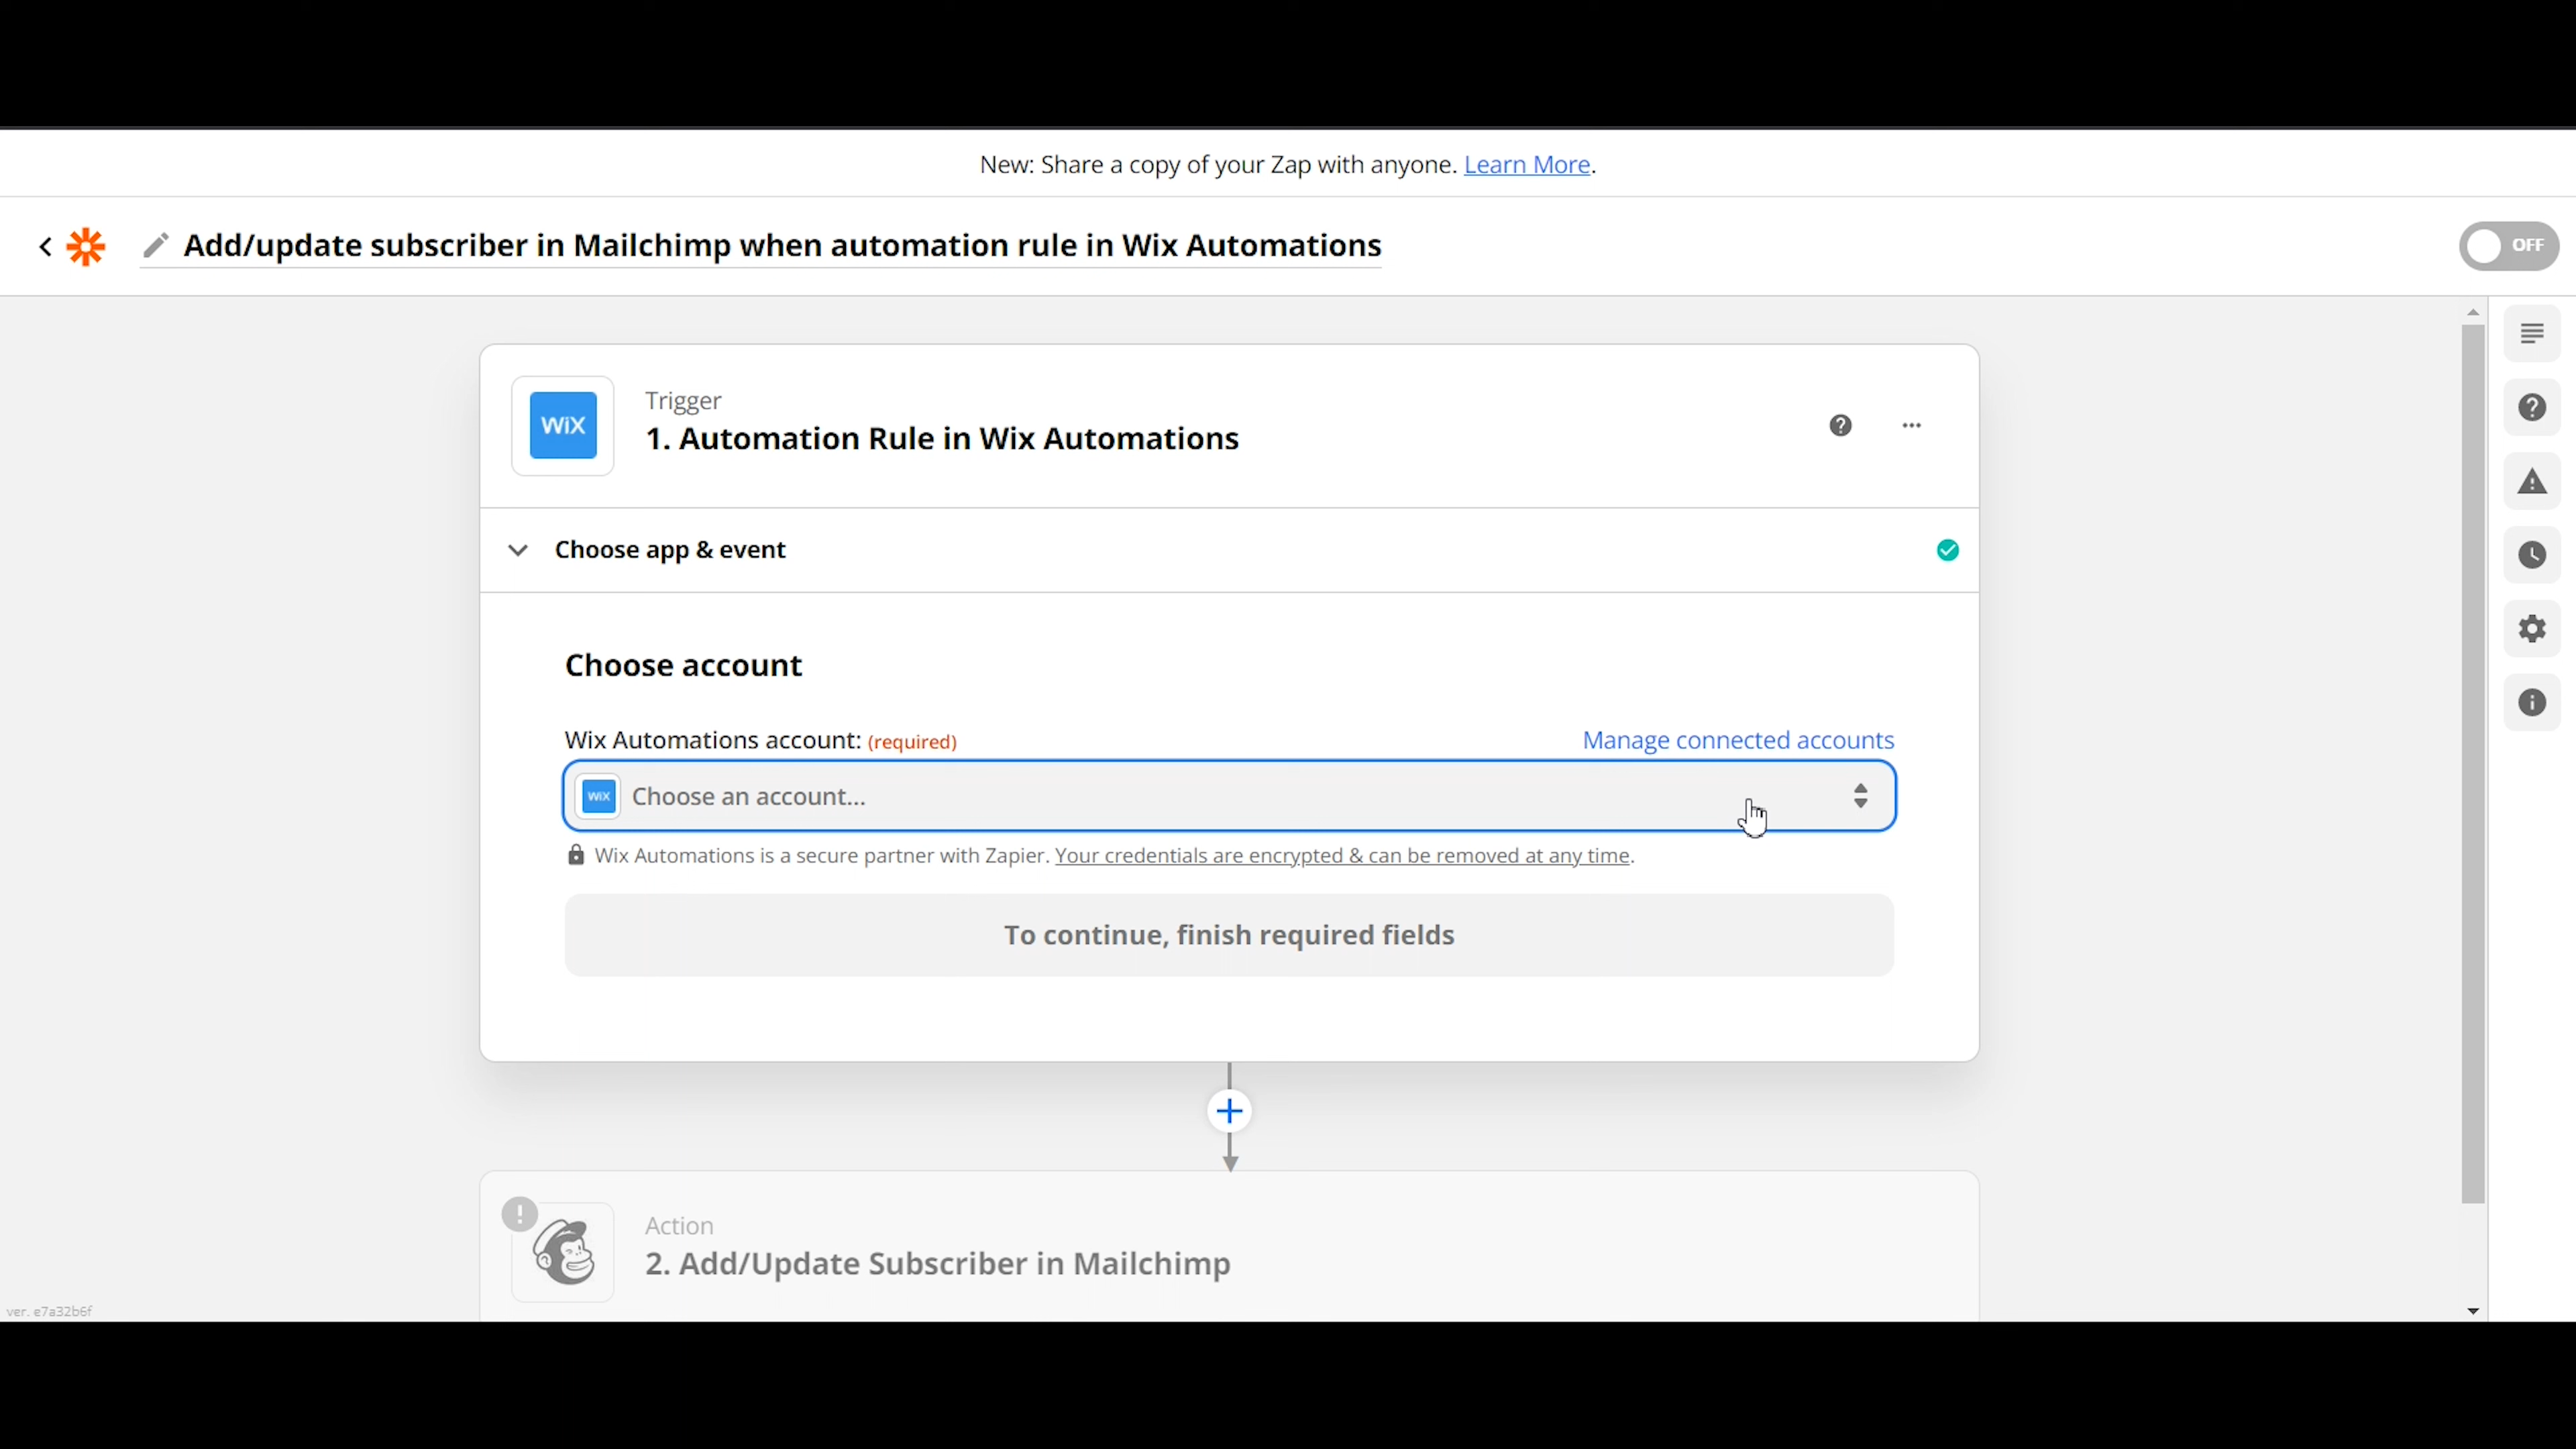 New: Share a copy of your Zap with anyone. Learn More.
Add/update subscriber in Mailchimp when automation rule in Wix Automations
OFF
WiX
Trigger
1. Automation Rule in Wix Automations
Choose app & event
Choose account
Wix Automations account: (required)
Manage connected accounts
WiX
Choose an account...
Wix Automations is a secure partner with Zapier. Your credentials are encrypted & can be removed at any time.
To continue, finish required fields
Action
2. Add/Update Subscriber in Mailchimp
ver. e7a32b6f